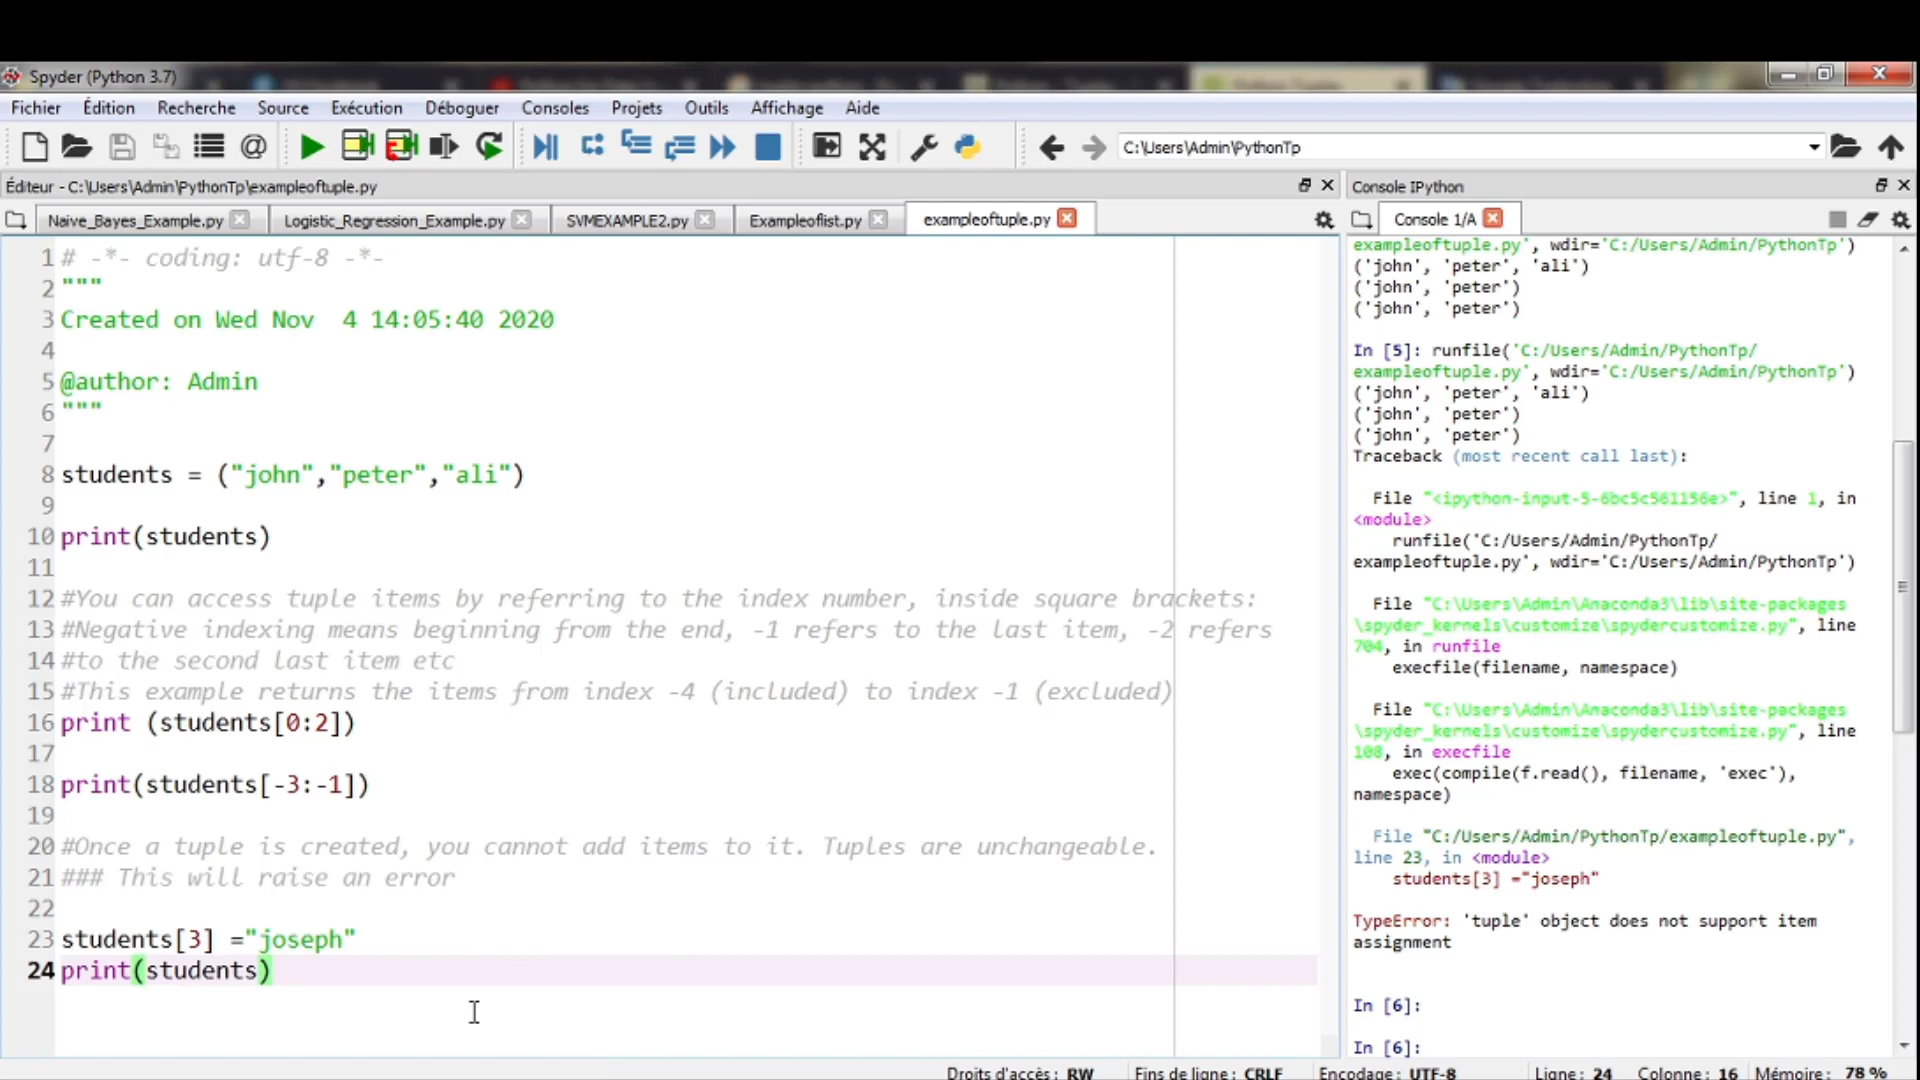 Spyder (Python 3.7)
Fichier Édition Recherche Source Exécution Déboguer Consoles Projets Outils Affichage Aide
C:\Users\Admin\PythonTp
Éditeur - C:\Users\Admin\PythonTp\exampleoftuple.py
Naive_Bayes_Example.py Logistic_Regression_Example.py SVMEXAMPLE2.py Exampleoflist.py exampleoftuple.py
1 # -*- coding: utf-8 -*-
2 """
3 Created on Wed Nov  4 14:05:40 2020
4
5 @author: Admin
6 """
7
8 students = ("john","peter","ali")
9
10 print(students)
11
12 #You can access tuple items by referring to the index number, inside square brackets:
13 #Negative indexing means beginning from the end, -1 refers to the last item, -2 refers
14 #to the second last item etc
15 #This example returns the items from index -4 (included) to index -1 (excluded)
16 print (students[0:2])
17
18 print(students[-3:-1])
19
20 #Once a tuple is created, you cannot add items to it. Tuples are unchangeable.
21 ### This will raise an error
22
23 students[3] ="joseph"
24 print(students)
Console IPython
Console 1/A
exampleoftuple.py', wdir='C:/Users/Admin/PythonTp')
('john', 'peter', 'ali')
('john', 'peter')
('john', 'peter')
In [5]: runfile('C:/Users/Admin/PythonTp/
exampleoftuple.py', wdir='C:/Users/Admin/PythonTp')
('john', 'peter', 'ali')
('john', 'peter')
('john', 'peter')
Traceback (most recent call last):
File "<ipython-input-5-6bc5c561156e>", line 1, in
<module>
runfile('C:/Users/Admin/PythonTp/
exampleoftuple.py', wdir='C:/Users/Admin/PythonTp')
File "C:\Users\Admin\Anaconda3\lib\site-packages
\spyder_kernels\customize\spydercustomize.py", line
704, in runfile
execfile(filename, namespace)
File "C:\Users\Admin\Anaconda3\lib\site-packages
\spyder_kernels\customize\spydercustomize.py", line
108, in execfile
exec(compile(f.read(), filename, 'exec'),
namespace)
File "C:/Users/Admin/PythonTp/exampleoftuple.py",
line 23, in <module>
students[3] ="joseph"
TypeError: 'tuple' object does not support item
assignment
In [6]:
In [6]:
Droits d'accès : RW Fins de ligne : CRLF Encodage : UTF-8 Ligne : 24 Colonne : 16 Mémoire : 78 %